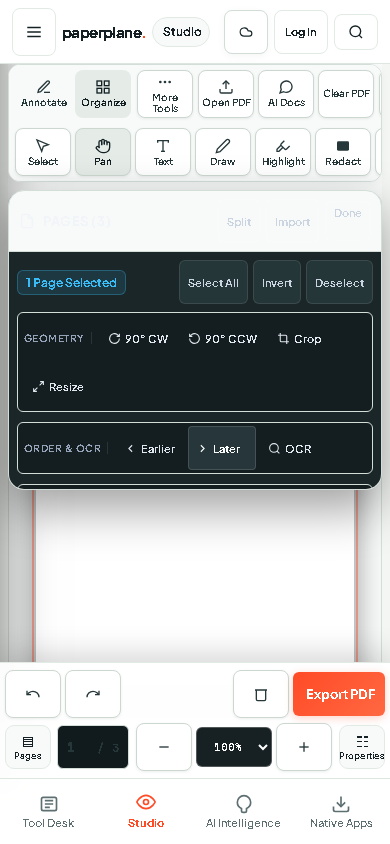 paperplane. Studio Log In
Annotate Organize More Tools Open PDF AI Docs Clear PDF
Select Pan Text Draw Highlight Redact
PAGES (3) Split Import Done
1 Page Selected Select All Invert Deselect
GEOMETRY 90° CW 90° CCW Crop
Resize
ORDER & OCR Earlier Later OCR
Export PDF
Pages 1 / 3 100% Properties
Tool Desk Studio AI Intelligence Native Apps